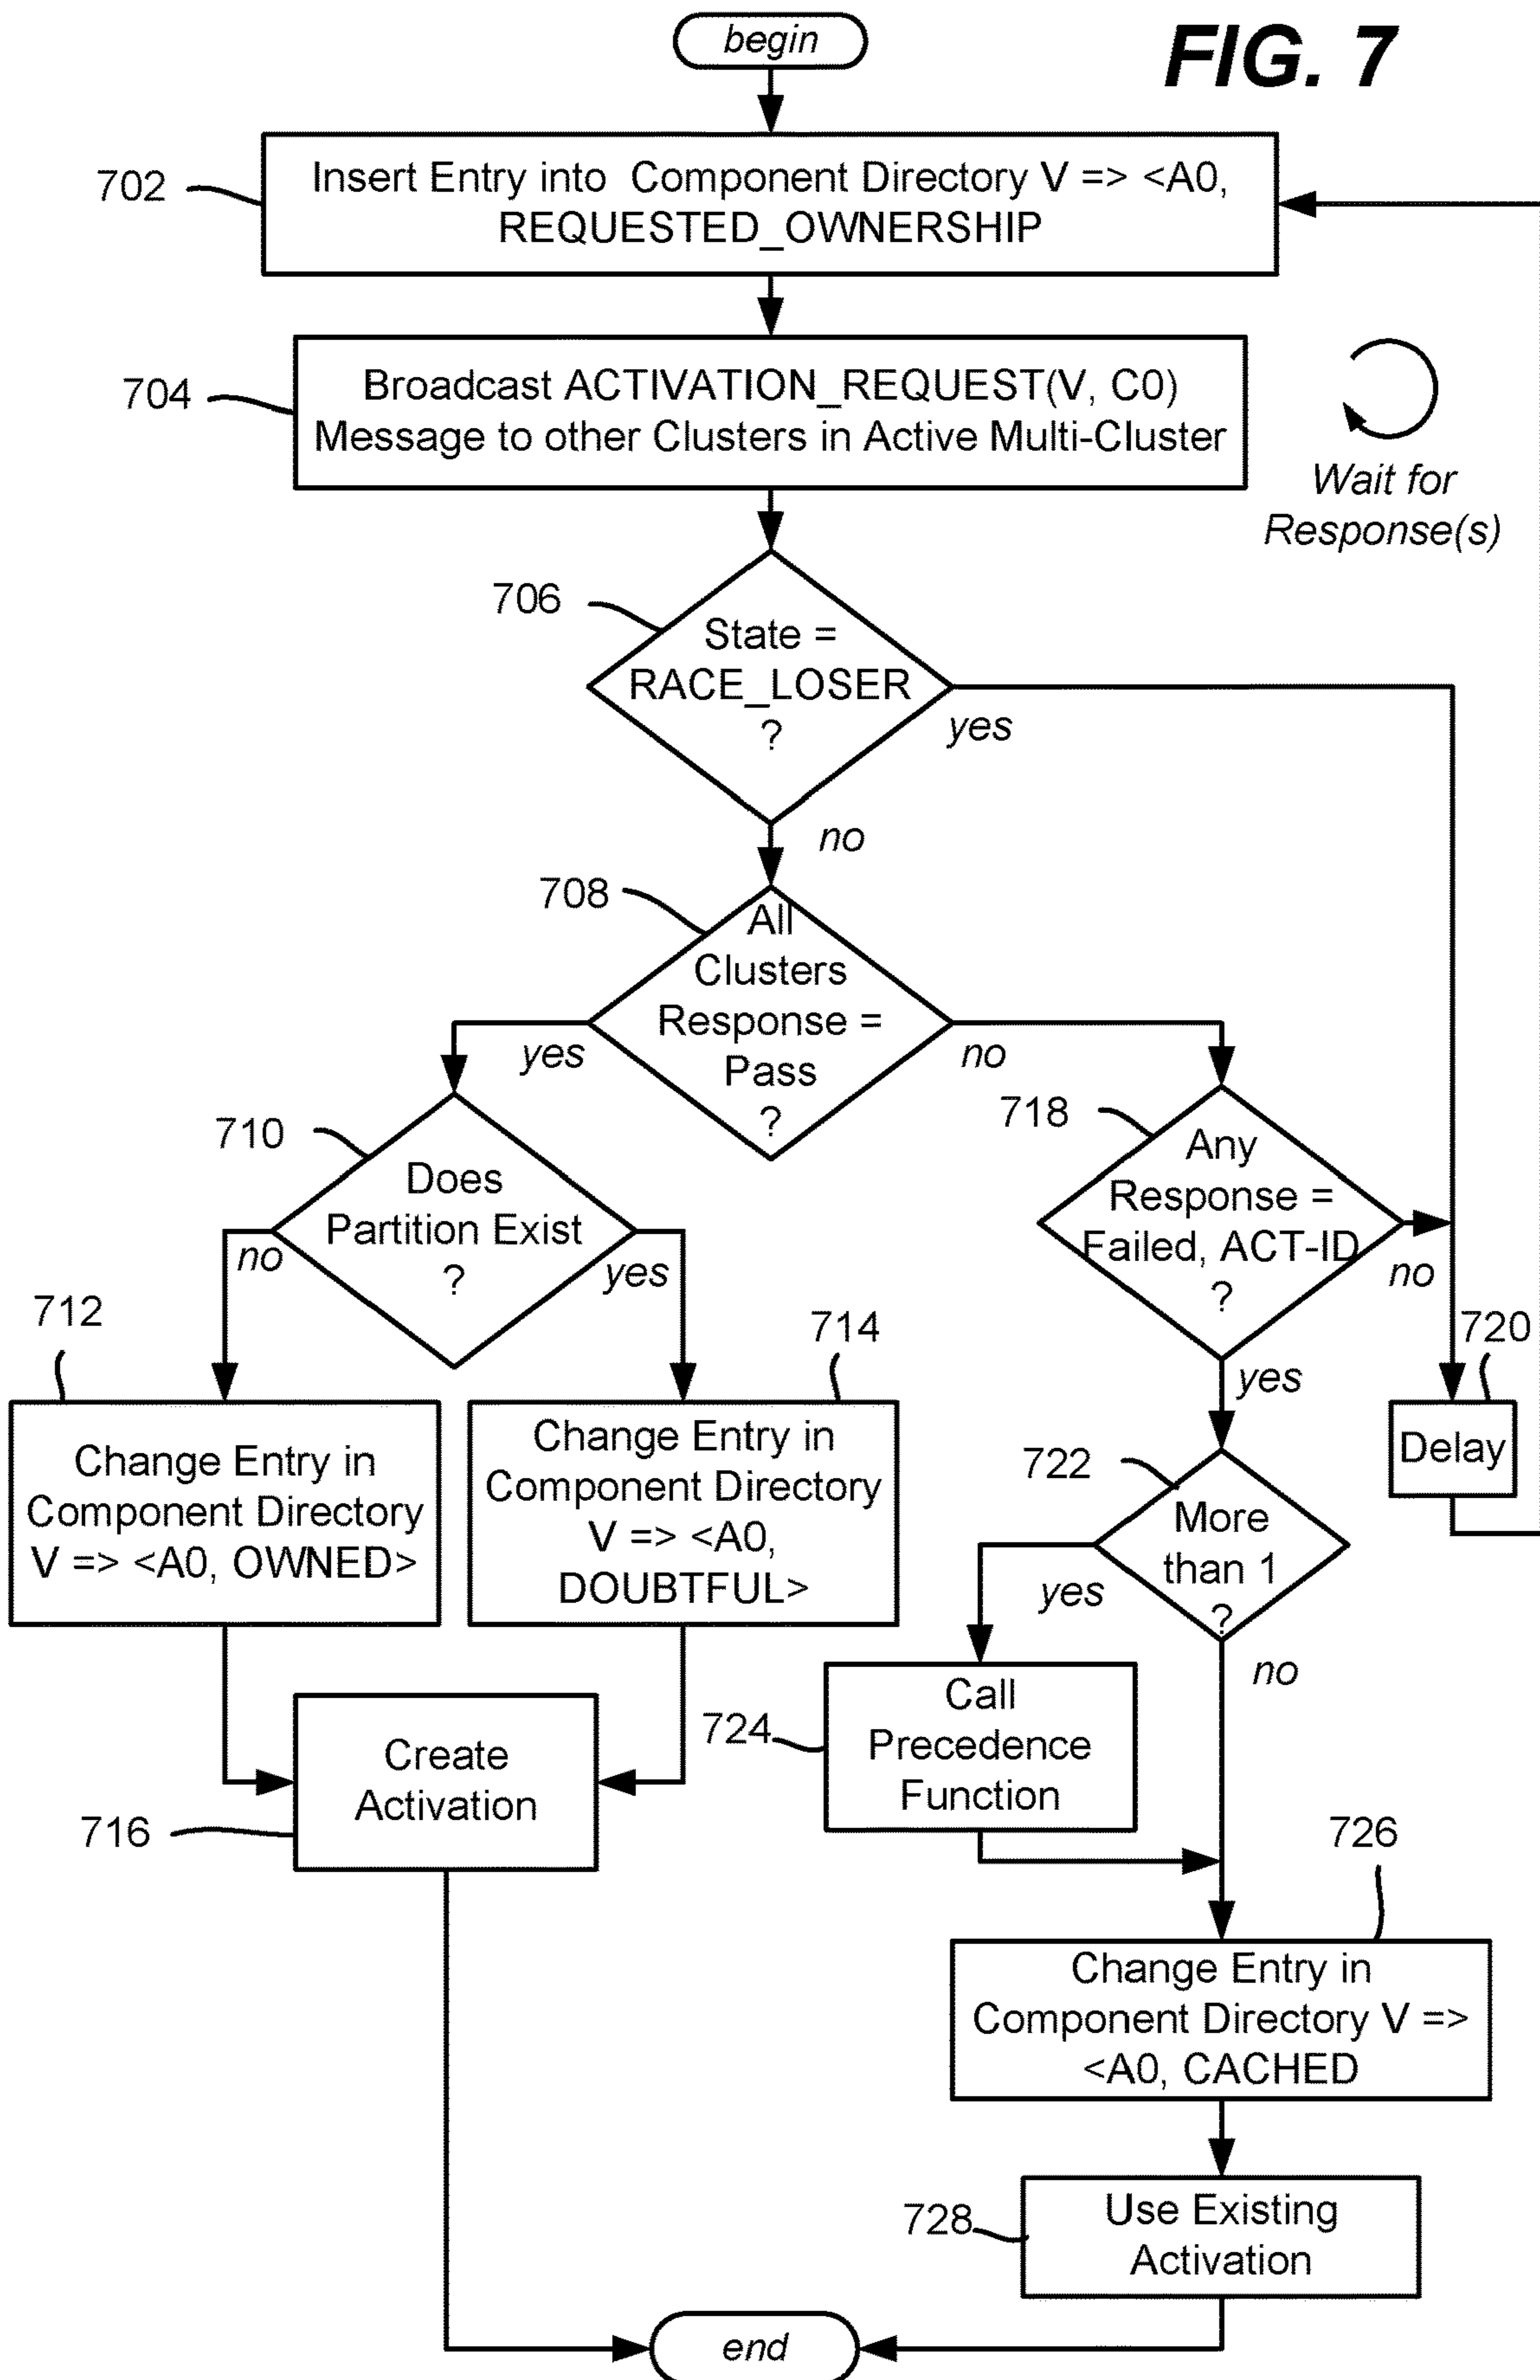 begin
FIG. 7
702
Insert Entry into Component Directory V => <A0,
REQUESTED_OWNERSHIP
704
Broadcast ACTIVATION_REQUEST(V, C0)
Message to other Clusters in Active Multi-Cluster
Wait for
Response(s)
706
State =
RACE_LOSER
?
yes
no
708
All
Clusters
Response =
Pass
?
yes
no
710
Does
Partition Exist
?
no
yes
718
Any
Response =
Failed, ACT-ID
?
no
yes
712
Change Entry in
Component Directory
V => <A0, OWNED>
714
Change Entry in
Component Directory
V => <A0,
DOUBTFUL>
720
Delay
722
More
than 1
?
yes
no
716
Create
Activation
724
Call
Precedence
Function
726
Change Entry in
Component Directory V =>
<A0, CACHED
728
Use Existing
Activation
end